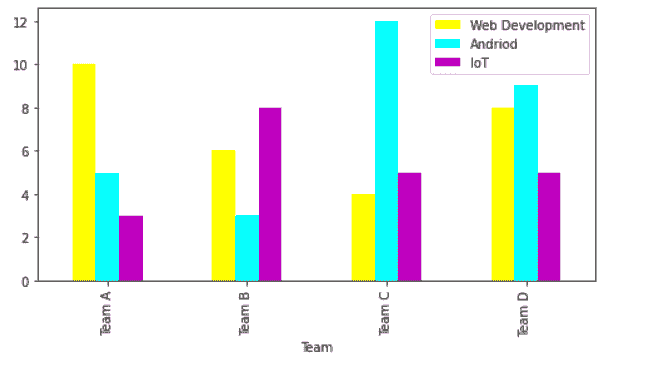 12
10
8
6
4
2
0
Web Development
Andriod
IoT
Team A
Team B
Team C
Team D
Team